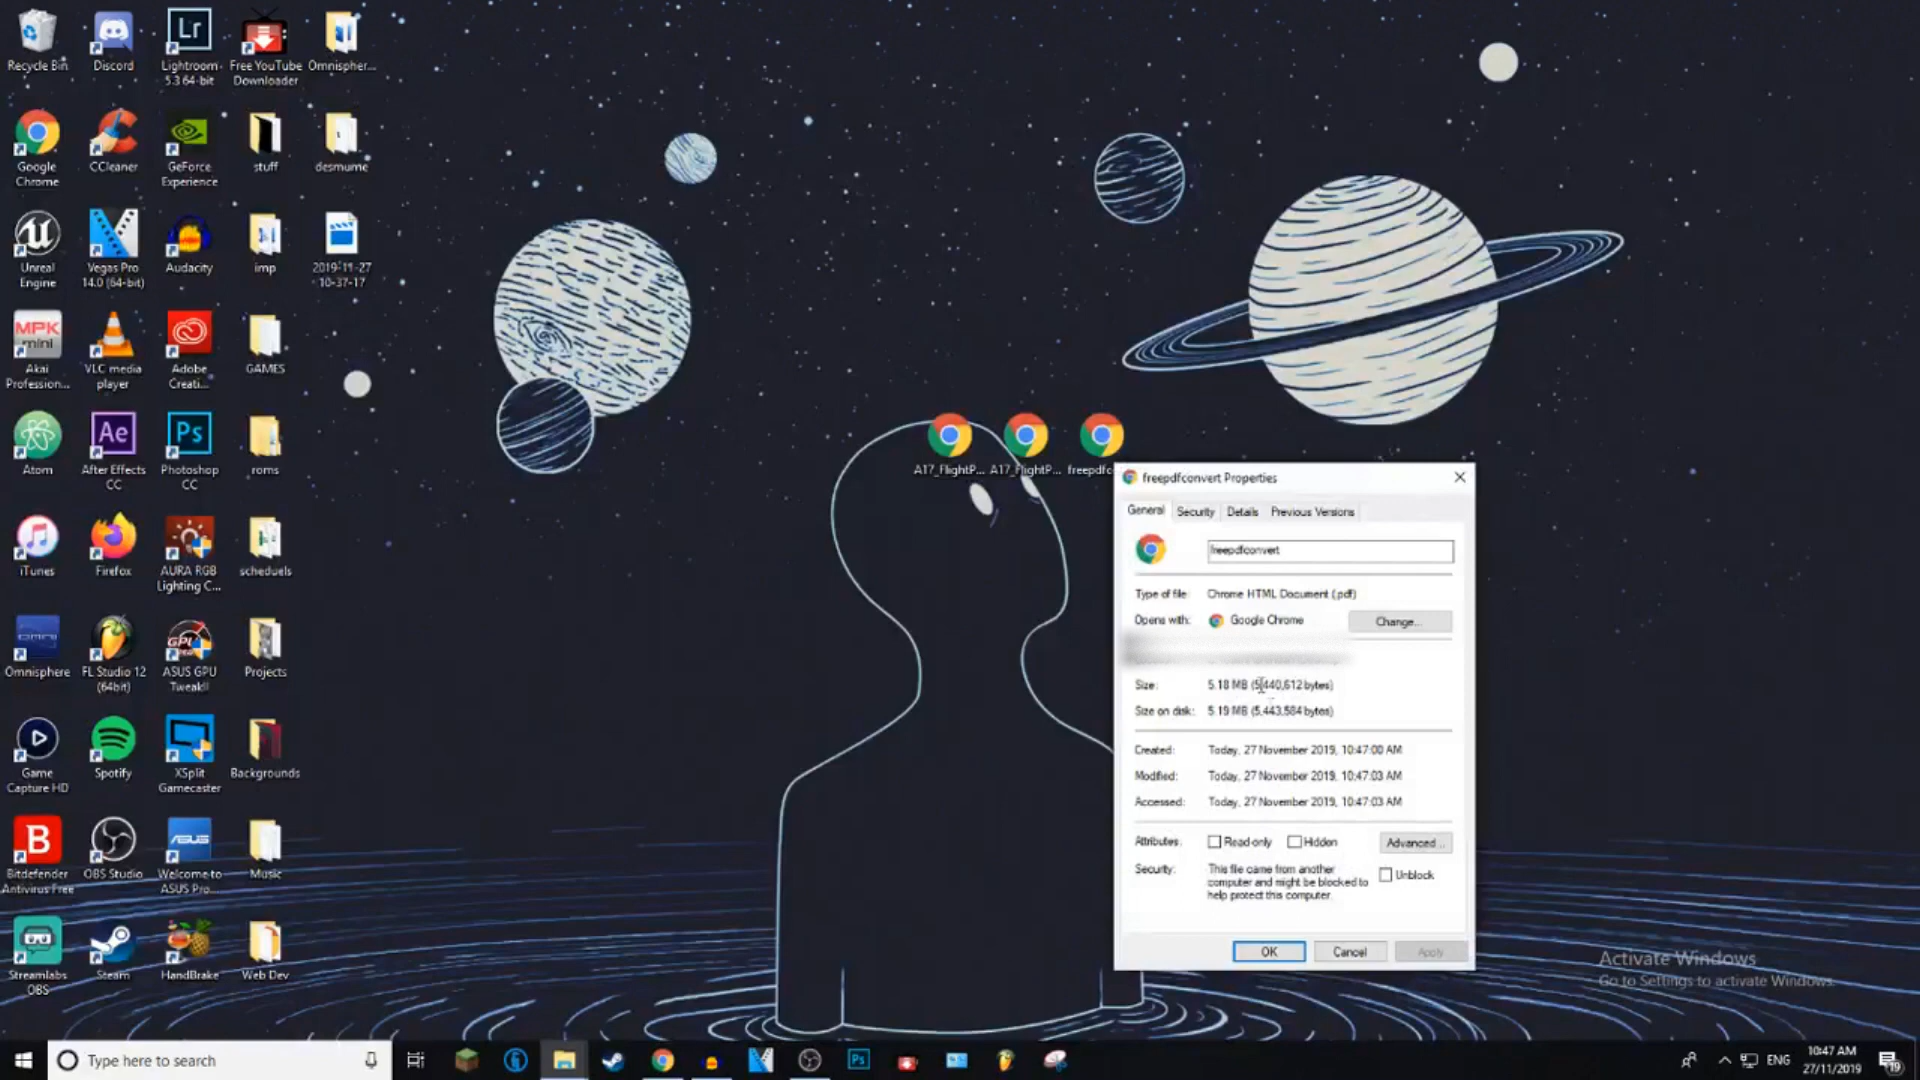 Recycle Bin
Discord
Lightroom
5.3 64-bit
Free YouTube
Downloader
Omnispher...
Google
Chrome
CCleaner
GeForce
Experience
stuff
desmume
Unreal
Engine
Vegas Pro
14.0 (64-bit)
Audacity
imp
2019-11-27
10-37-17
MPK
mini
Akai
Profession...
VLC media
player
Adobe
Creati...
GAMES
Atom
After Effects
CC
Photoshop
CC
roms
A17_FlightP...
A17_FlightP...
freepdfco
iTunes
Firefox
AURA RGB
Lighting C...
scheduels
Omnisphere
FL Studio 12
(64bit)
ASUS GPU
TweakII
Projects
Game
Capture HD
Spotify
XSplit
Gamecaster
Backgrounds
Bitdefender
Antivirus Free
OBS Studio
Welcome to
ASUS Pro...
Music
Streamlabs
OBS
Steam
HandBrake
Web Dev
freepdfconvert Properties
General Security Details Previous Versions
freepdfconvert
Type of file: Chrome HTML Document (.pdf)
Opens with: Google Chrome Change...
Size: 5.18 MB (5,440,612 bytes)
Size on disk: 5.19 MB (5,443,584 bytes)
Created: Today, 27 November 2019, 10:47:00 AM
Modified: Today, 27 November 2019, 10:47:03 AM
Accessed: Today, 27 November 2019, 10:47:03 AM
Attributes: Read-only Hidden Advanced...
Security: This file came from another
computer and might be blocked to
help protect this computer.
Unblock
OK Cancel Apply
Activate Windows
Go to Settings to activate Windows.
Type here to search
ENG
10:47 AM
27/11/2019
19